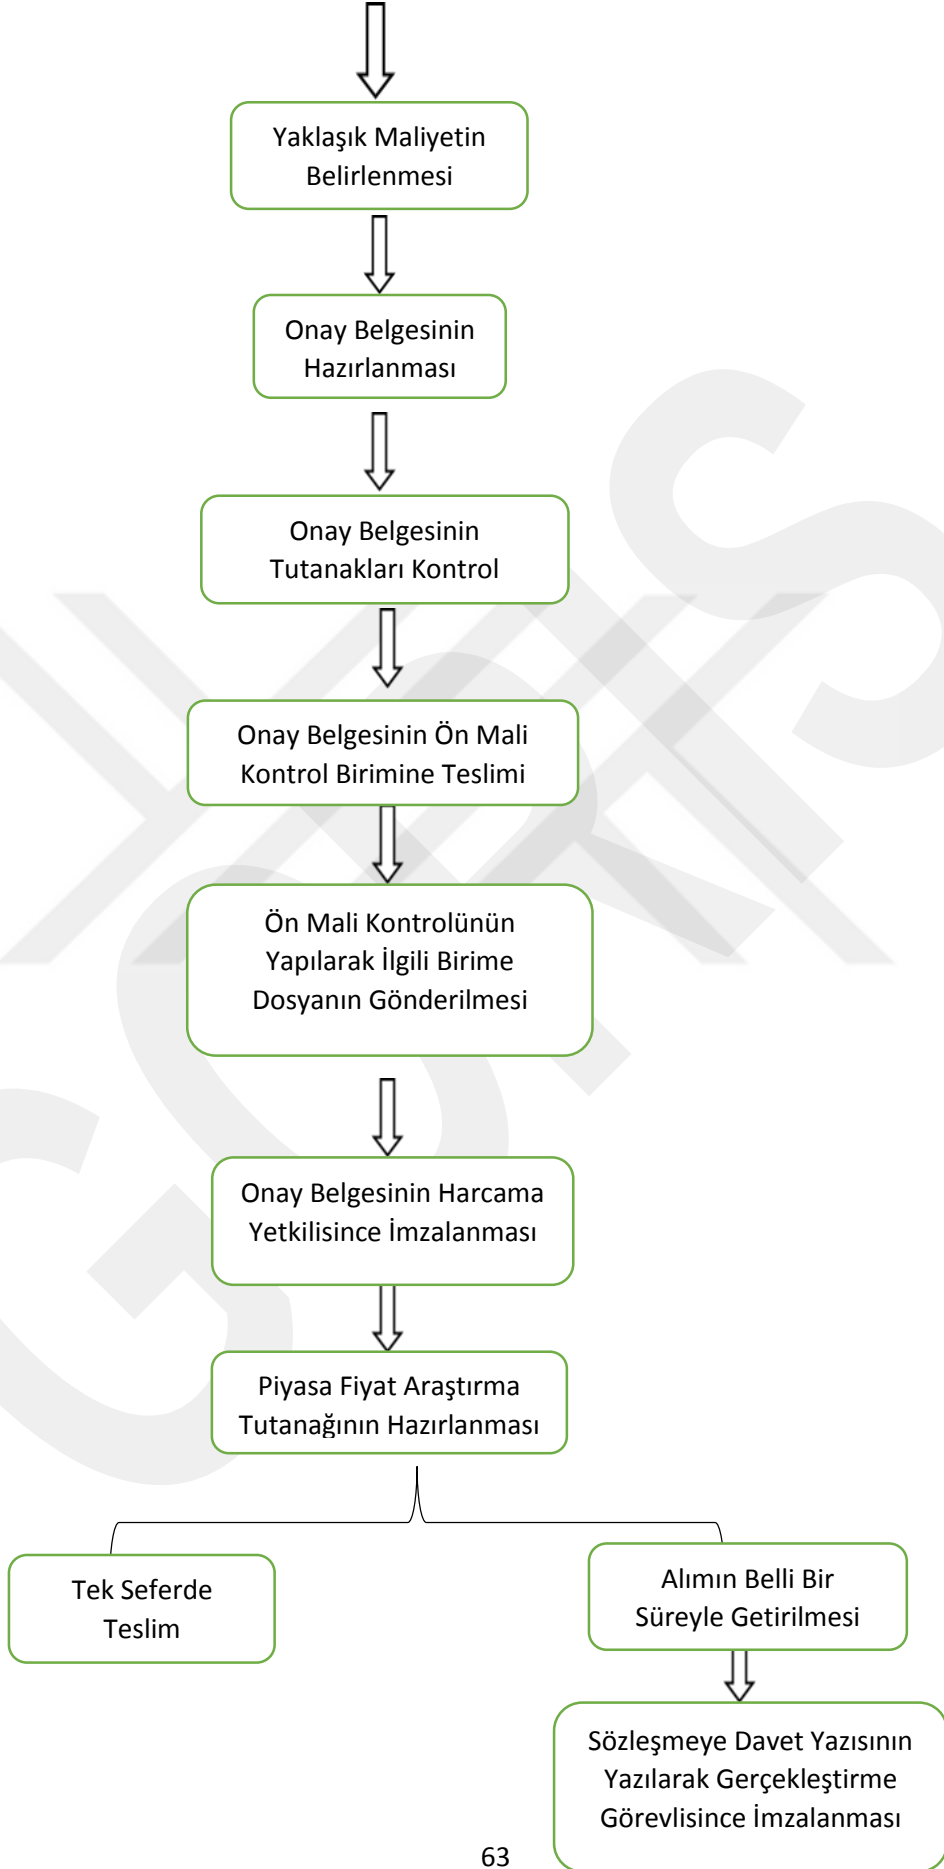 Yaklaşık Maliyetin
Belirlenmesi
Onay Belgesinin
Hazırlanması
Onay Belgesinin
Tutanakları Kontrol
Onay Belgesinin Ön Mali
Kontrol Birimine Teslimi
Ön Mali Kontrolünün
Yapılarak İlgili Birime
Dosyanın Gönderilmesi
Onay Belgesinin Harcama
Yetkilisince İmzalanması
Piyasa Fiyat Araştırma
Tutanağının Hazırlanması
Tek Seferde
Teslim
Alımın Belli Bir
Süreyle Getirilmesi
Sözleşmeye Davet Yazısının
Yazılarak Gerçekleştirme
Görevlisince İmzalanması
63